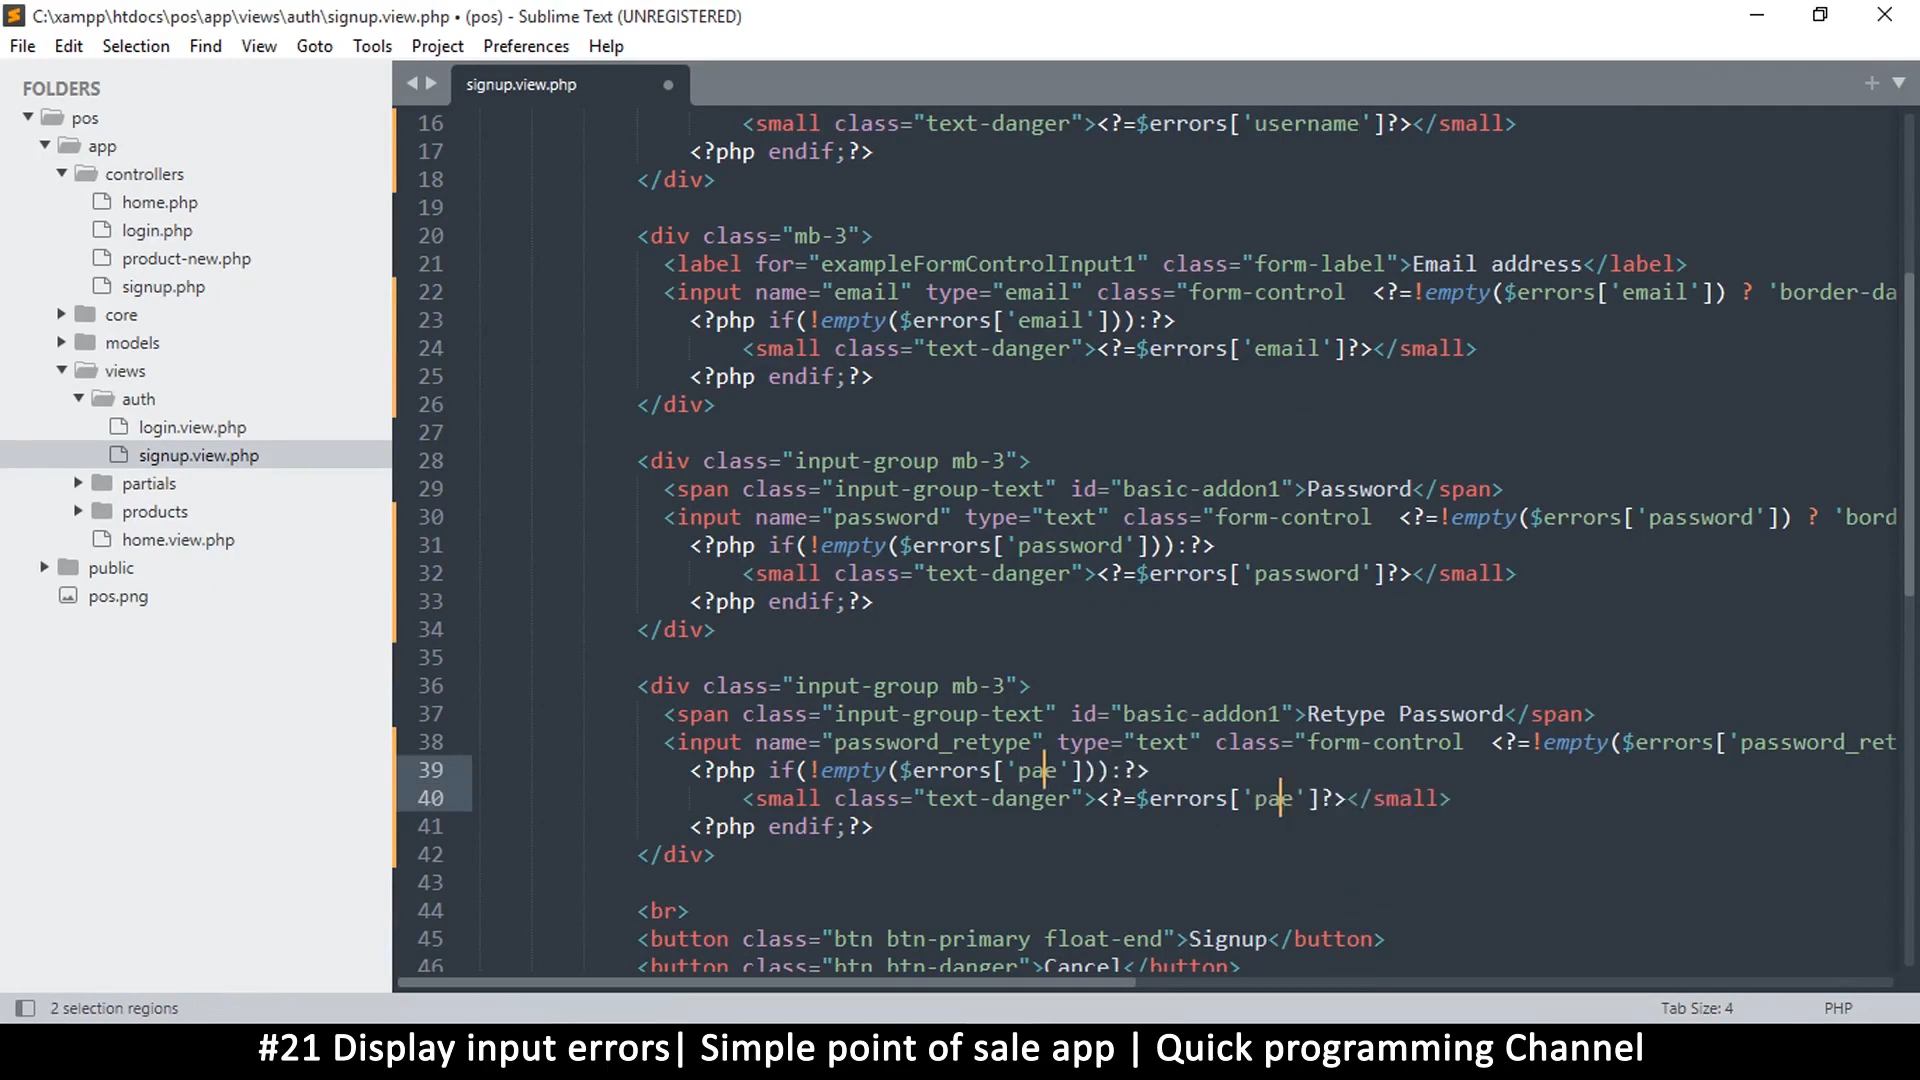 C:\xampp\htdocs\pos\app\views\auth\signup.view.php • (pos) - Sublime Text (UNREGISTERED)
File Edit Selection Find View Goto Tools Project Preferences Help
FOLDERS
pos
app
controllers
home.php
login.php
product-new.php
signup.php
core
models
views
auth
login.view.php
signup.view.php
partials
products
home.view.php
public
pos.png
signup.view.php
16 <small class="text-danger"><?=$errors['username']?></small>
17 <?php endif;?>
18 </div>
19
20 <div class="mb-3">
21 <label for="exampleFormControlInput1" class="form-label">Email address</label>
22 <input name="email" type="email" class="form-control <?=!empty($errors['email']) ? 'border-da
23 <?php if(!empty($errors['email'])):?>
24 <small class="text-danger"><?=$errors['email']?></small>
25 <?php endif;?>
26 </div>
27
28 <div class="input-group mb-3">
29 <span class="input-group-text" id="basic-addon1">Password</span>
30 <input name="password" type="text" class="form-control <?=!empty($errors['password']) ? 'bord
31 <?php if(!empty($errors['password'])):?>
32 <small class="text-danger"><?=$errors['password']?></small>
33 <?php endif;?>
34 </div>
35
36 <div class="input-group mb-3">
37 <span class="input-group-text" id="basic-addon1">Retype Password</span>
38 <input name="password_retype" type="text" class="form-control <?=!empty($errors['password_ret
39 <?php if(!empty($errors['pae'])):?>
40 <small class="text-danger"><?=$errors['pae']?></small>
41 <?php endif;?>
42 </div>
43
44 <br>
45 <button class="btn btn-primary float-end">Signup</button>
46 <button class="btn btn-danger">Cancel</button>
2 selection regions
Tab Size: 4
PHP
#21 Display input errors| Simple point of sale app | Quick programming Channel